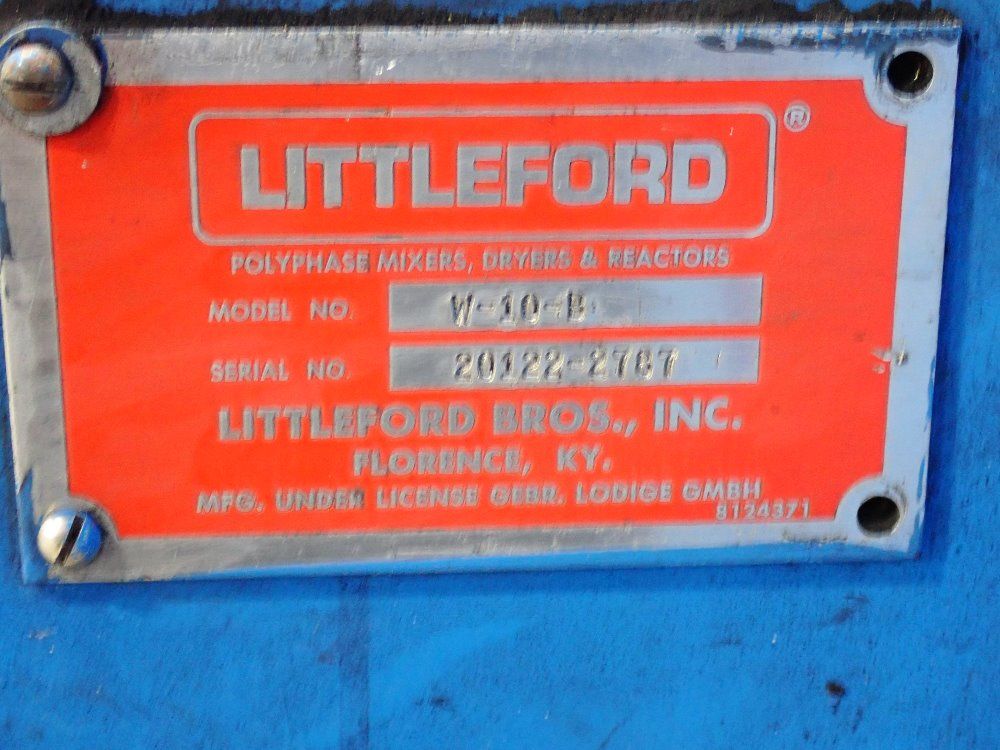 LITTLEFORD ®
POLYPHASE MIXERS, DRYERS & REACTORS
MODEL NO. W-10-B
SERIAL NO. 20122-2787
LITTLEFORD BROS., INC.
FLORENCE, KY.
MFG. UNDER LICENSE GEBR. LODIGE GMBH
8124371